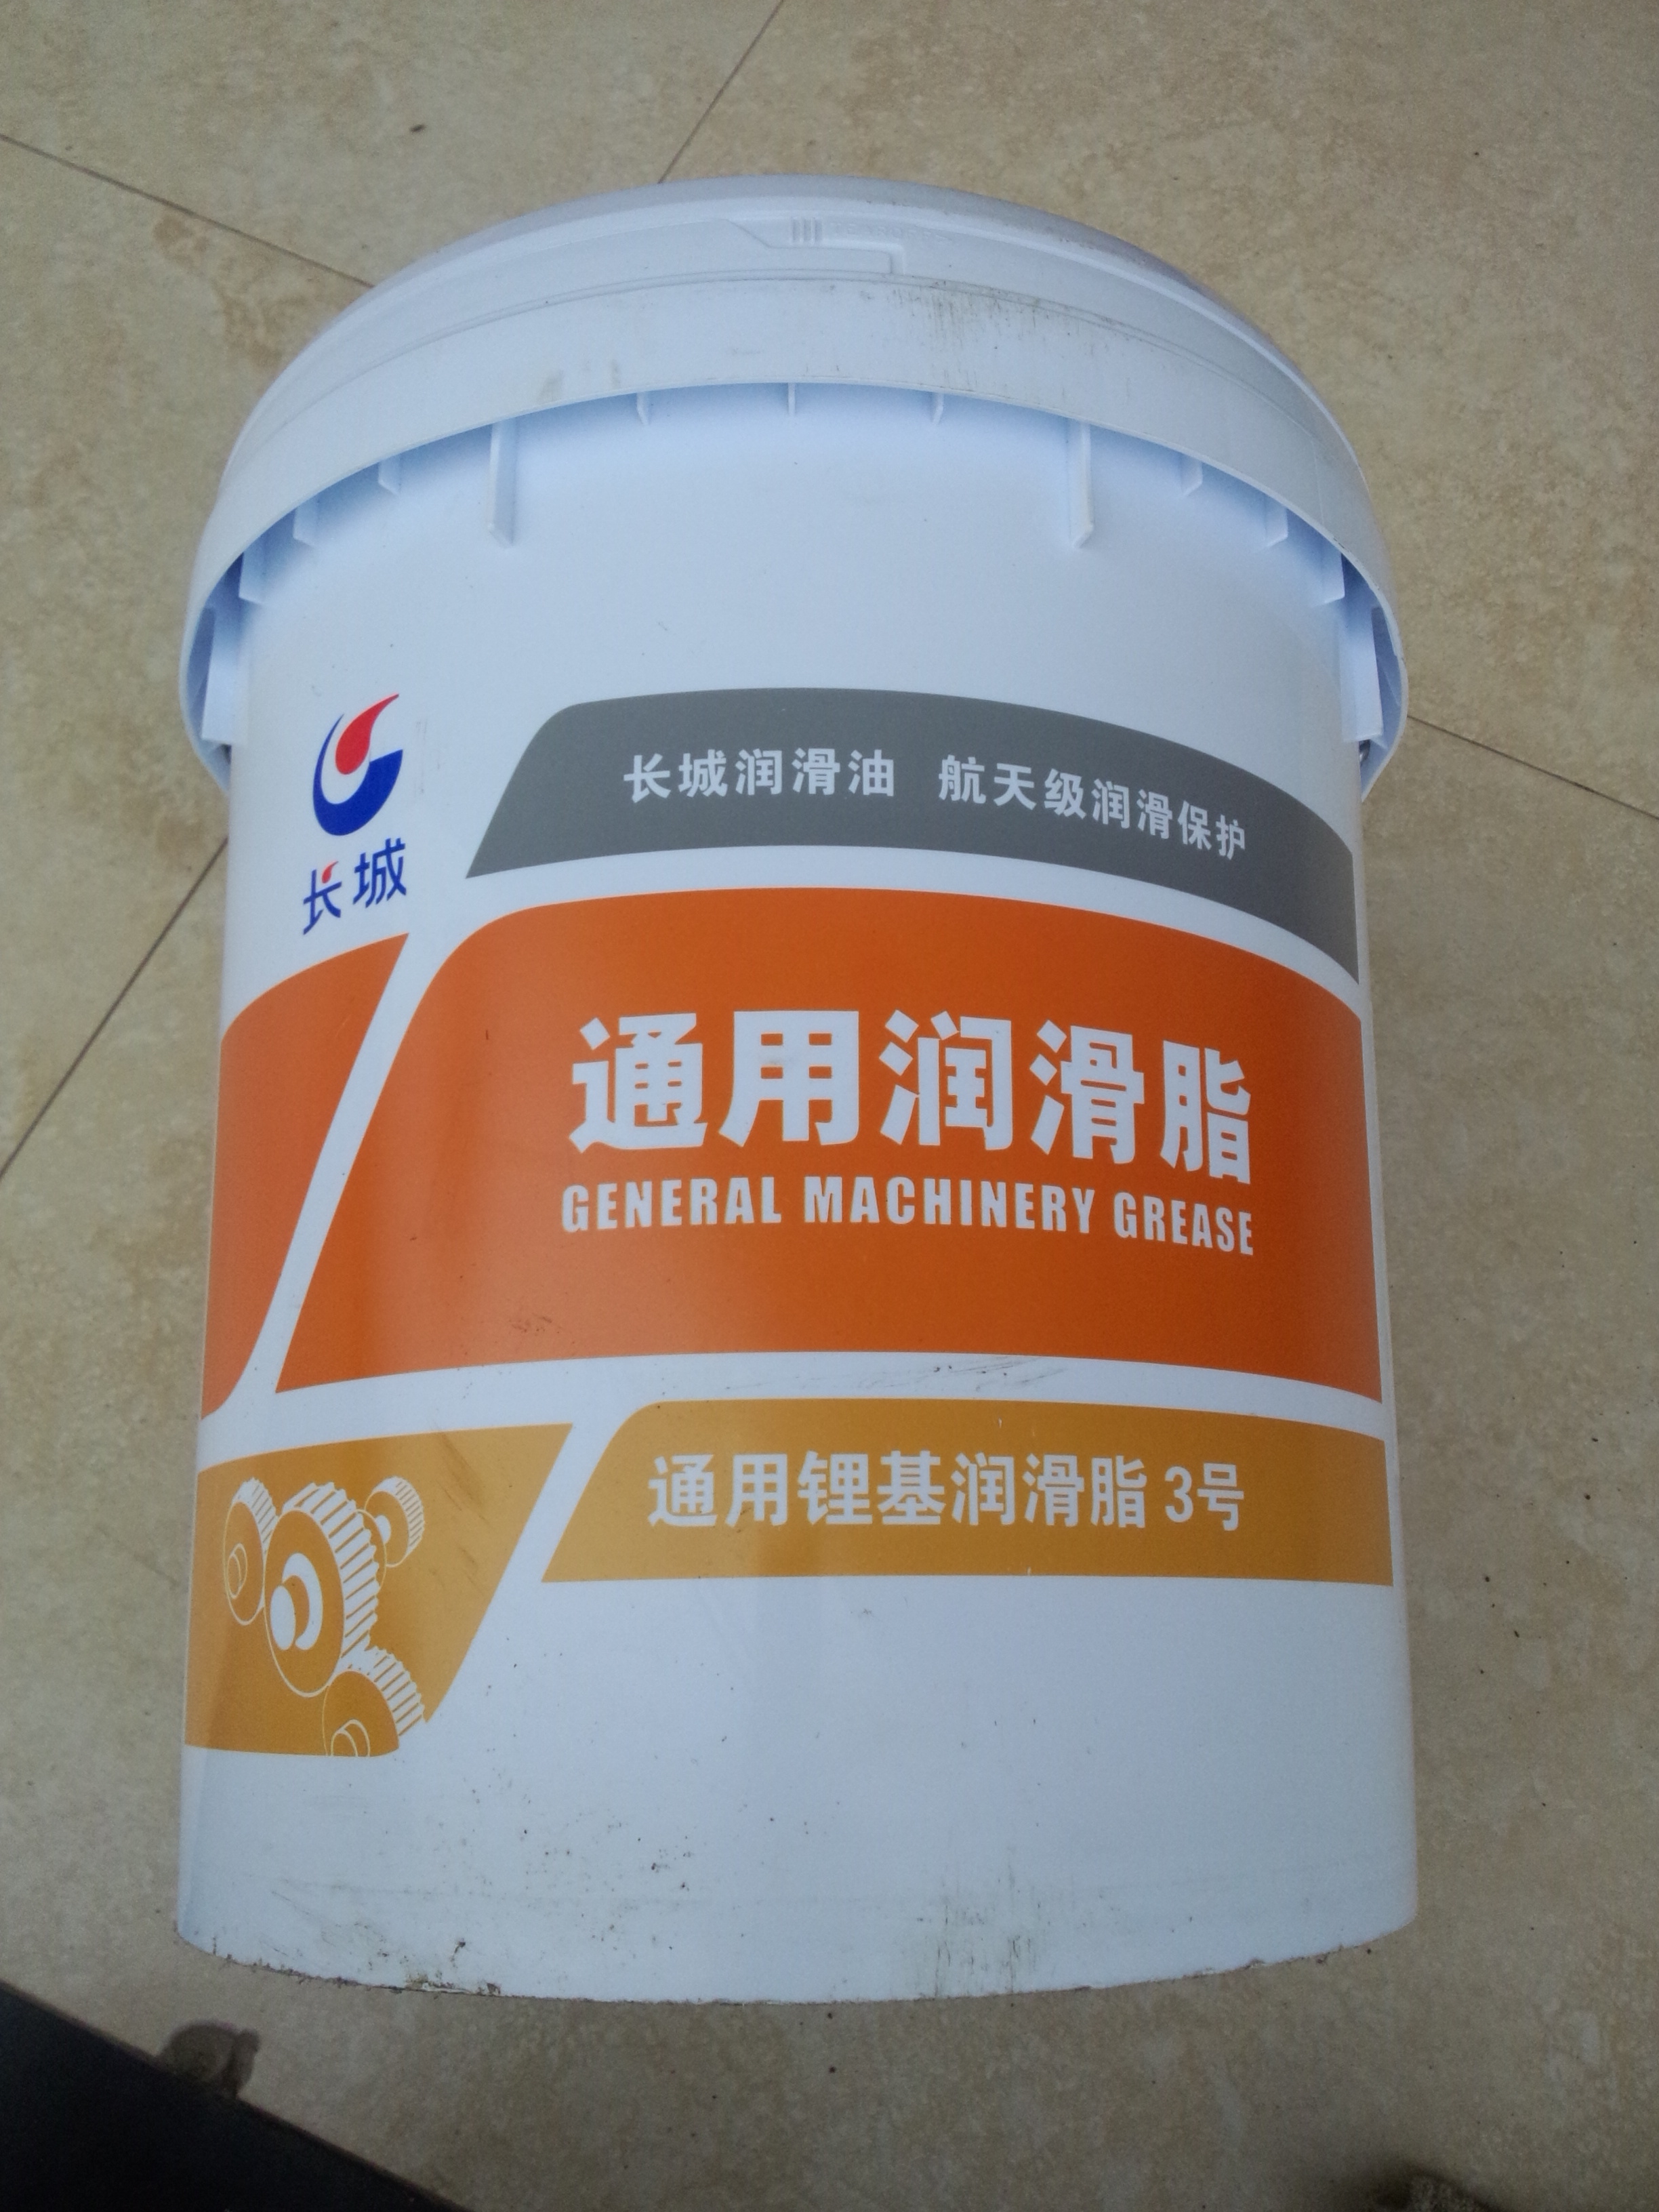 长城
长城润滑油 航天级润滑保护
通用润滑脂
GENERAL MACHINERY GREASE
通用锂基润滑脂3号